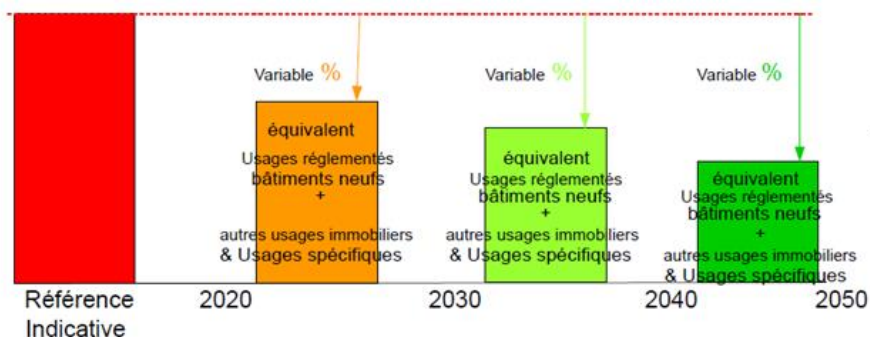 Variable %
Variable %
Variable %
équivalent
Usages réglementés
bâtiments neufs
+
autres usages immobiliers
& Usages spécifiques
équivalent
Usages réglementés
bâtiments neufs
+
autres usages immobiliers
& Usages spécifiques
équivalent
Usages réglementés
bâtiments neufs
+
autres usages immobiliers
& Usages spécifiques
Référence
Indicative
2020
2030
2040
2050